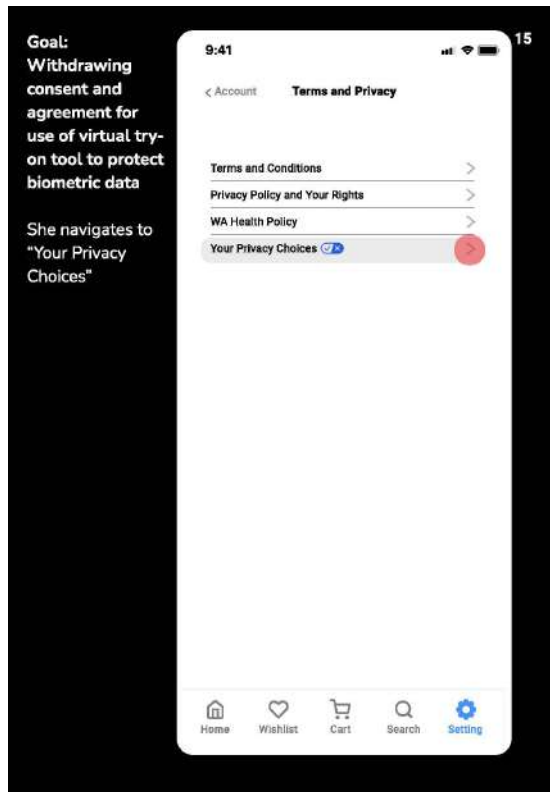 Goal:
Withdrawing
consent and
agreement for
use of virtual try-
on tool to protect
biometric data
She navigates to
"Your Privacy
Choices"
15
9:41
< Account Terms and Privacy
Terms and Conditions
Privacy Policy and Your Rights
WA Health Policy
Your Privacy Choices
Home Wishlist Cart Search Setting